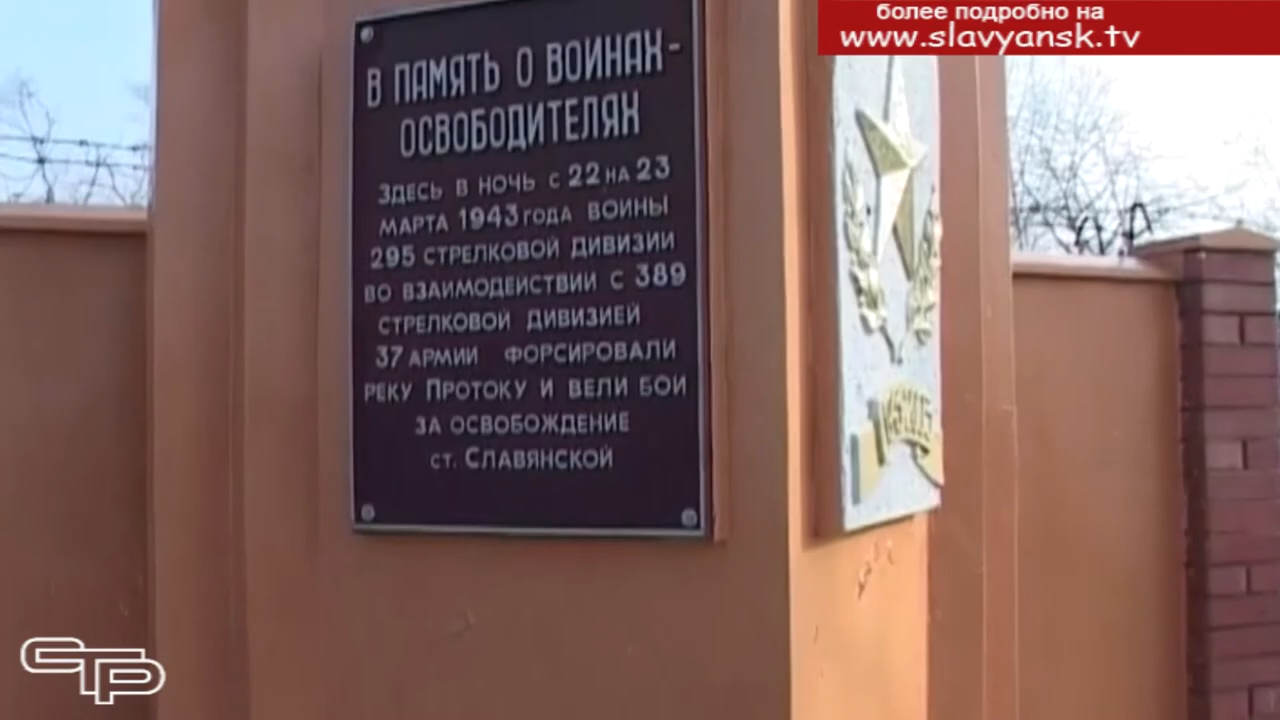 более подробно на
www.slavyansk.tv
В ПАМЯТЬ О ВОИНАХ-
ОСВОБОДИТЕЛЯХ
ЗДЕСЬ В НОЧЬ С 22 НА 23
МАРТА 1943 ГОДА ВОИНЫ
295 СТРЕЛКОВОЙ ДИВИЗИИ
ВО ВЗАИМОДЕЙСТВИИ С 389
СТРЕЛКОВОЙ ДИВИЗИЕЙ
37 АРМИИ ФОРСИРОВАЛИ
РЕКУ ПРОТОКУ И ВЕЛИ БОИ
ЗА ОСВОБОЖДЕНИЕ
СТ. СЛАВЯНСКОЙ
СТР